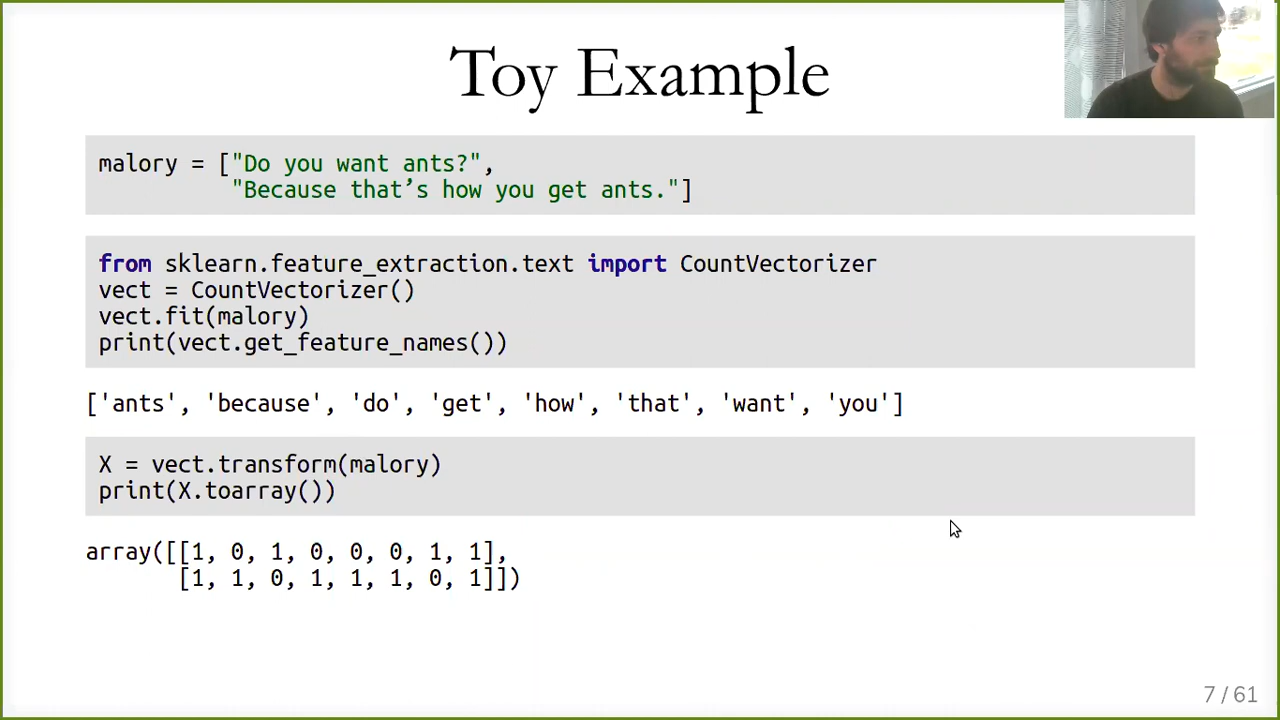 Toy Example
malory = ["Do you want ants?",
"Because that’s how you get ants."]
from sklearn.feature_extraction.text import CountVectorizer
vect = CountVectorizer()
vect.fit(malory)
print(vect.get_feature_names())
['ants', 'because', 'do', 'get', 'how', 'that', 'want', 'you']
X = vect.transform(malory)
print(X.toarray())
array([[1, 0, 1, 0, 0, 0, 1, 1],
[1, 1, 0, 1, 1, 1, 0, 1]])
7 / 61